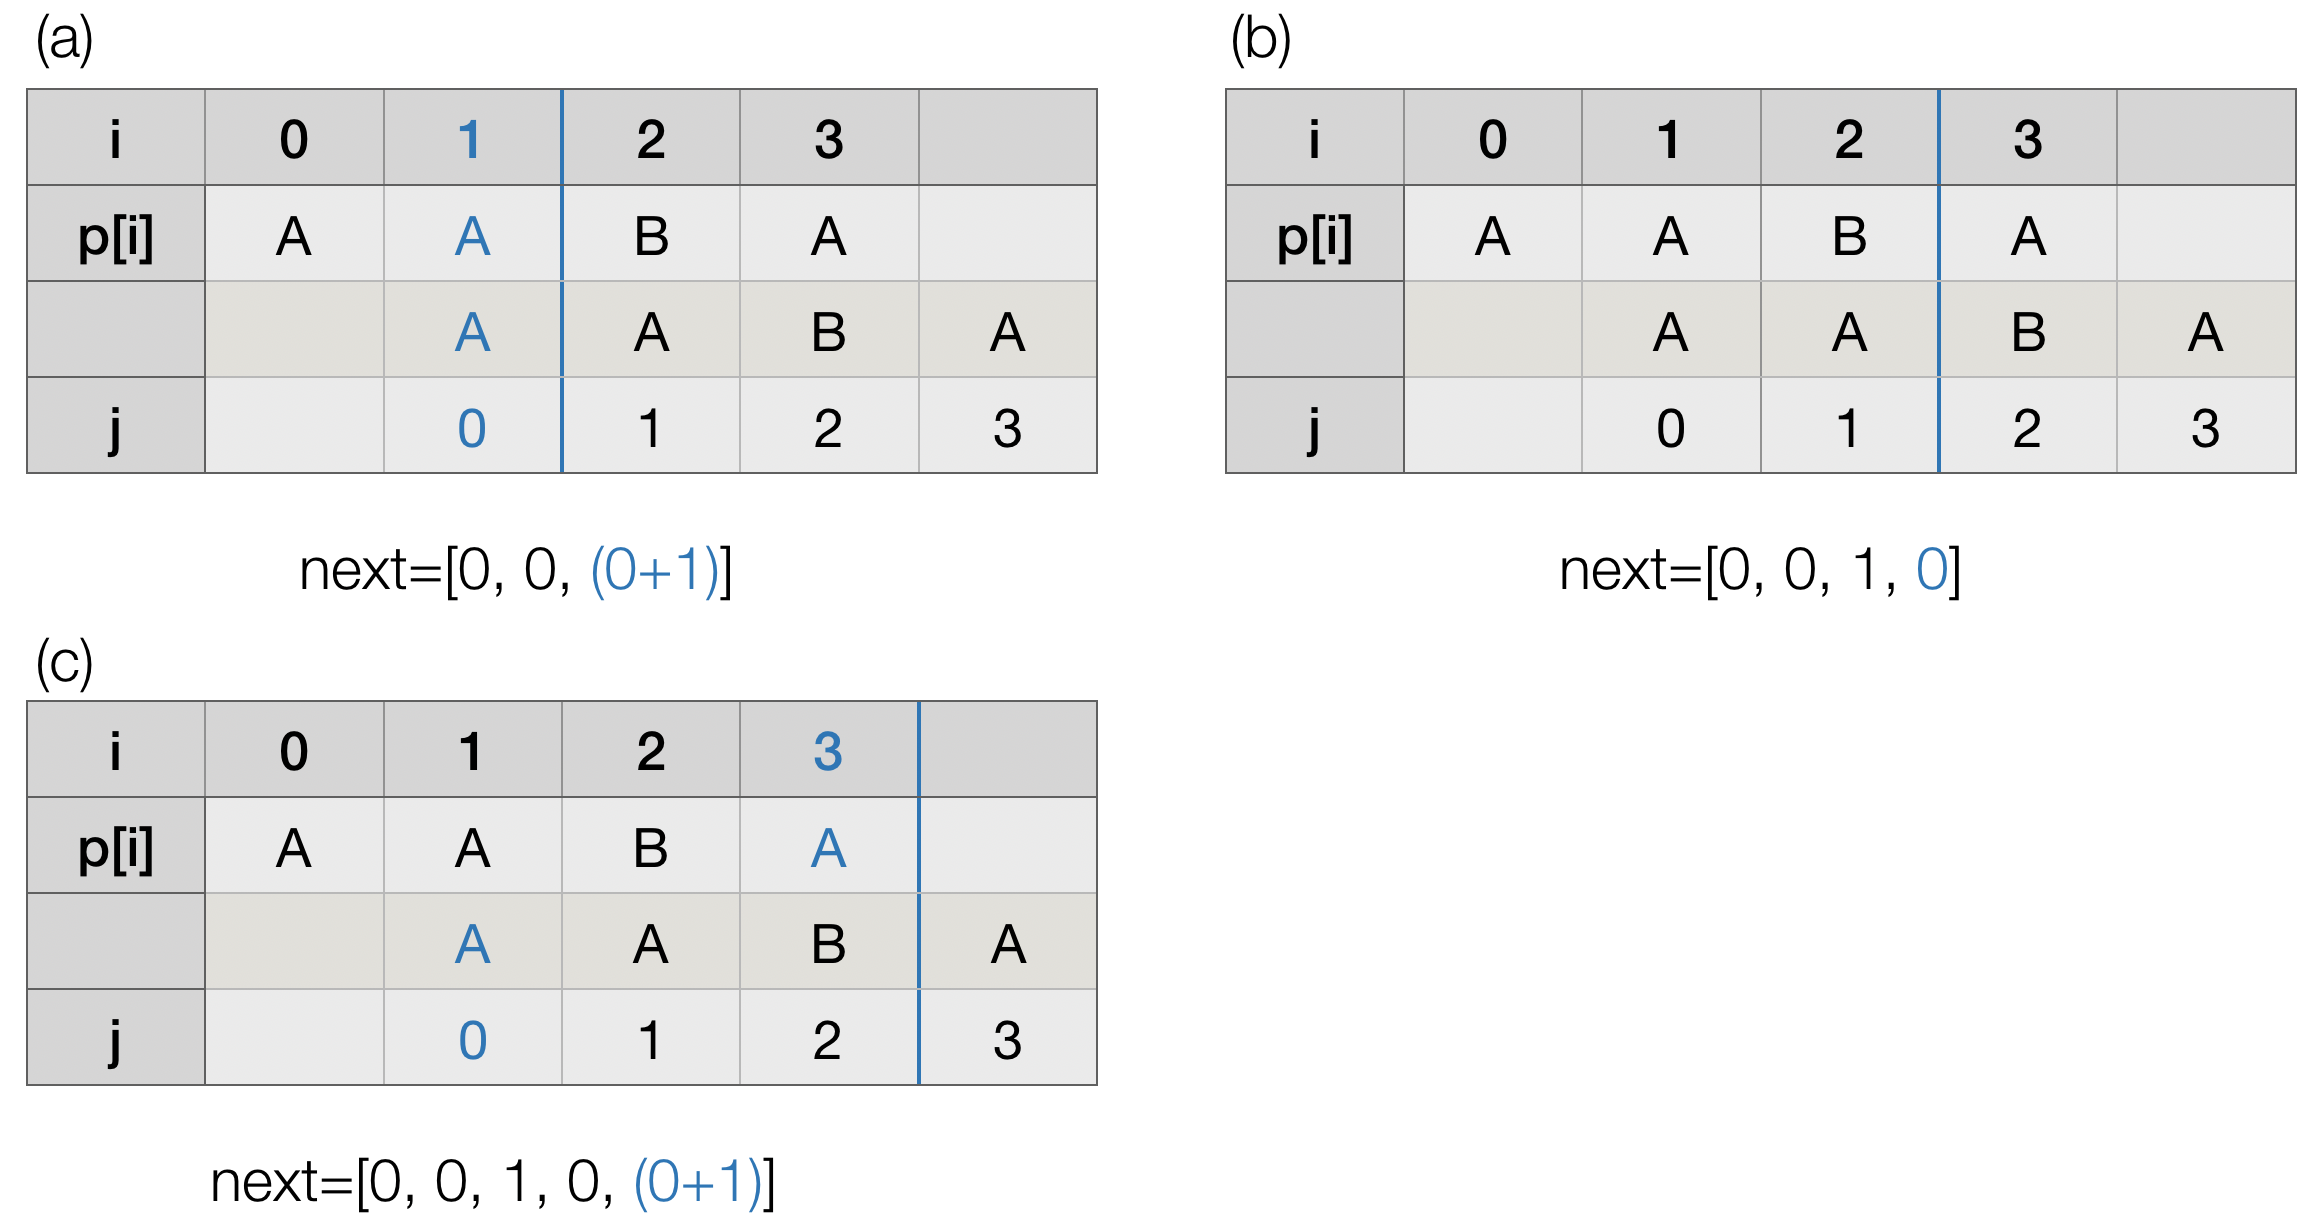 (a)
i 0 1 2 3
p[i] A A B A
A A B A
j 0 1 2 3
next=[0, 0, (0+1)]
(b)
i 0 1 2 3
p[i] A A B A
A A B A
j 0 1 2 3
next=[0, 0, 1, 0]
(c)
i 0 1 2 3
p[i] A A B A
A A B A
j 0 1 2 3
next=[0, 0, 1, 0, (0+1)]